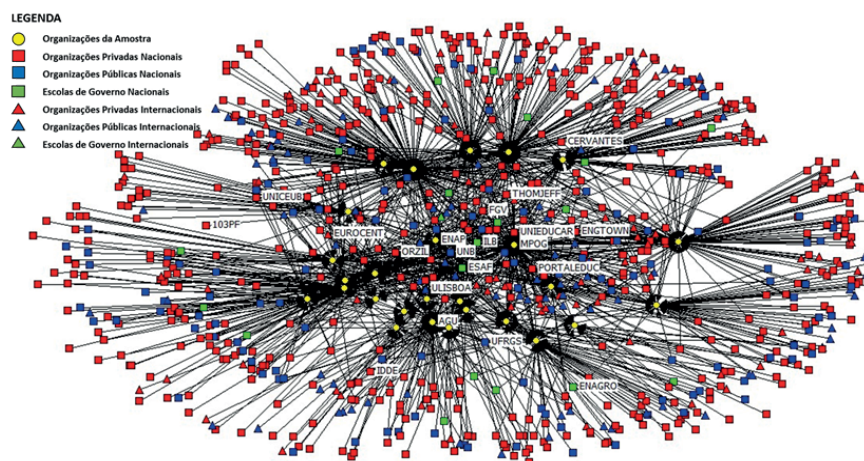 LEGENDA
Organizações da Amostra
Organizações Privadas Nacionais
Organizações Públicas Nacionais
Escolas de Governo Nacionais
Organizações Privadas Internacionais
Organizações Públicas Internacionais
Escolas de Governo Internacionais
CERVANTES
UNICEUB
THOMJEFF
FGV
103PF
EUROCENT
UNIEDUCAR
ENGTOWN
ENAP
ILB
MPOG
ORZIL
UNB
ESAF
PORTALEDUC
ULISBOA
AGU
UFRGS
IDDE
ENAGRO